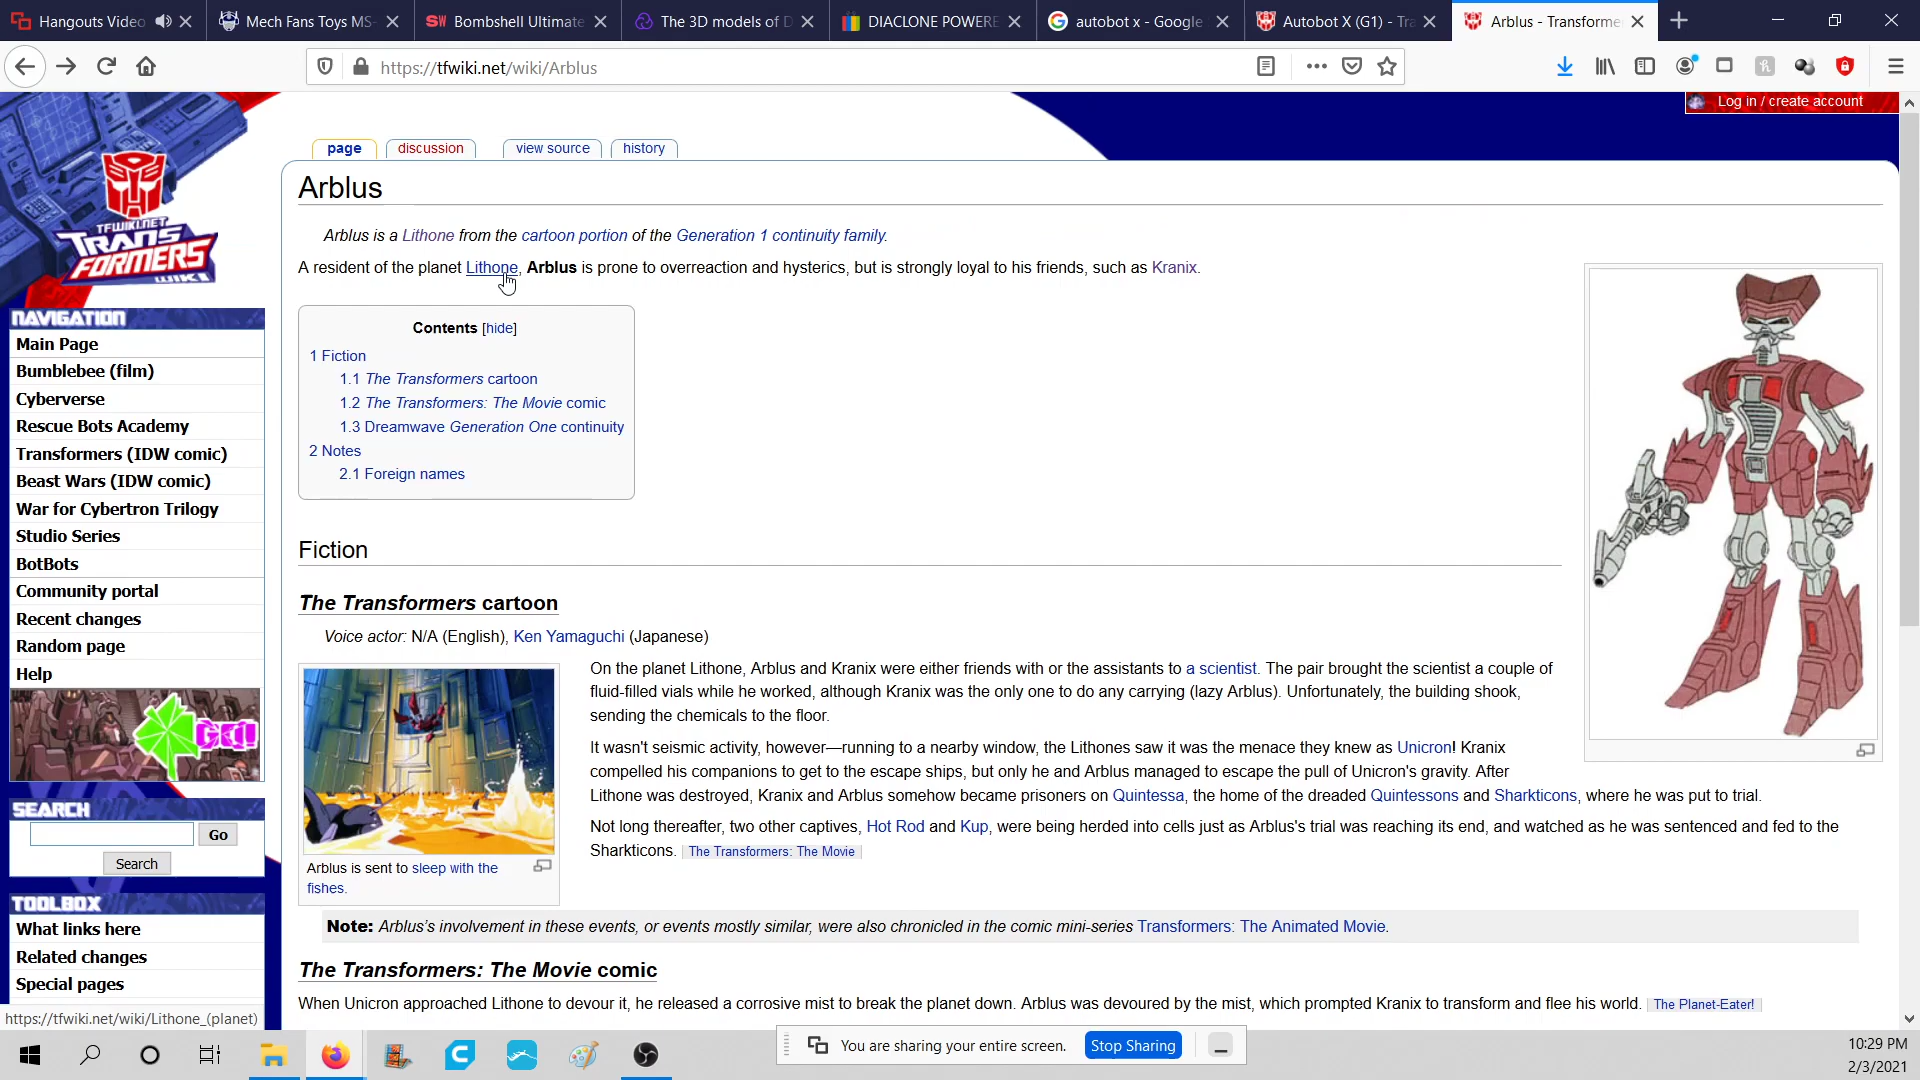 Hangouts Video
Mech Fans Toys MS-
SW Bombshell Ultimate
The 3D models of D
DIACLONE POWERE
autobot x - Google
Autobot X (G1) - Tra
Arblus - Transforme
https://tfwiki.net/wiki/Arblus
Log in / create account
page
discussion
view source
history
TFWIKI.NET
TRANSFORMERS
WIKI
Arblus
Arblus is a Lithone from the cartoon portion of the Generation 1 continuity family.
A resident of the planet Lithone, Arblus is prone to overreaction and hysterics, but is strongly loyal to his friends, such as Kranix.
NAVIGATION
Main Page
Bumblebee (film)
Cyberverse
Rescue Bots Academy
Transformers (IDW comic)
Beast Wars (IDW comic)
War for Cybertron Trilogy
Studio Series
BotBots
Community portal
Recent changes
Random page
Help
GO!
SEARCH
Go
Search
TOOLBOX
What links here
Related changes
Special pages
https://tfwiki.net/wiki/Lithone_(planet)
Contents [hide]
1 Fiction
1.1 The Transformers cartoon
1.2 The Transformers: The Movie comic
1.3 Dreamwave Generation One continuity
2 Notes
2.1 Foreign names
Fiction
The Transformers cartoon
Voice actor: N/A (English), Ken Yamaguchi (Japanese)
On the planet Lithone, Arblus and Kranix were either friends with or the assistants to a scientist. The pair brought the scientist a couple of
fluid-filled vials while he worked, although Kranix was the only one to do any carrying (lazy Arblus). Unfortunately, the building shook,
sending the chemicals to the floor.
It wasn't seismic activity, however—running to a nearby window, the Lithones saw it was the menace they knew as Unicron! Kranix
compelled his companions to get to the escape ships, but only he and Arblus managed to escape the pull of Unicron's gravity. After
Lithone was destroyed, Kranix and Arblus somehow became prisoners on Quintessa, the home of the dreaded Quintessons and Sharkticons, where he was put to trial.
Not long thereafter, two other captives, Hot Rod and Kup, were being herded into cells just as Arblus's trial was reaching its end, and watched as he was sentenced and fed to the
Sharkticons. The Transformers: The Movie
Arblus is sent to sleep with the
fishes.
Note: Arblus's involvement in these events, or events mostly similar, were also chronicled in the comic mini-series Transformers: The Animated Movie.
The Transformers: The Movie comic
When Unicron approached Lithone to devour it, he released a corrosive mist to break the planet down. Arblus was devoured by the mist, which prompted Kranix to transform and flee his world. The Planet-Eater!
You are sharing your entire screen.
Stop Sharing
10:29 PM
2/3/2021